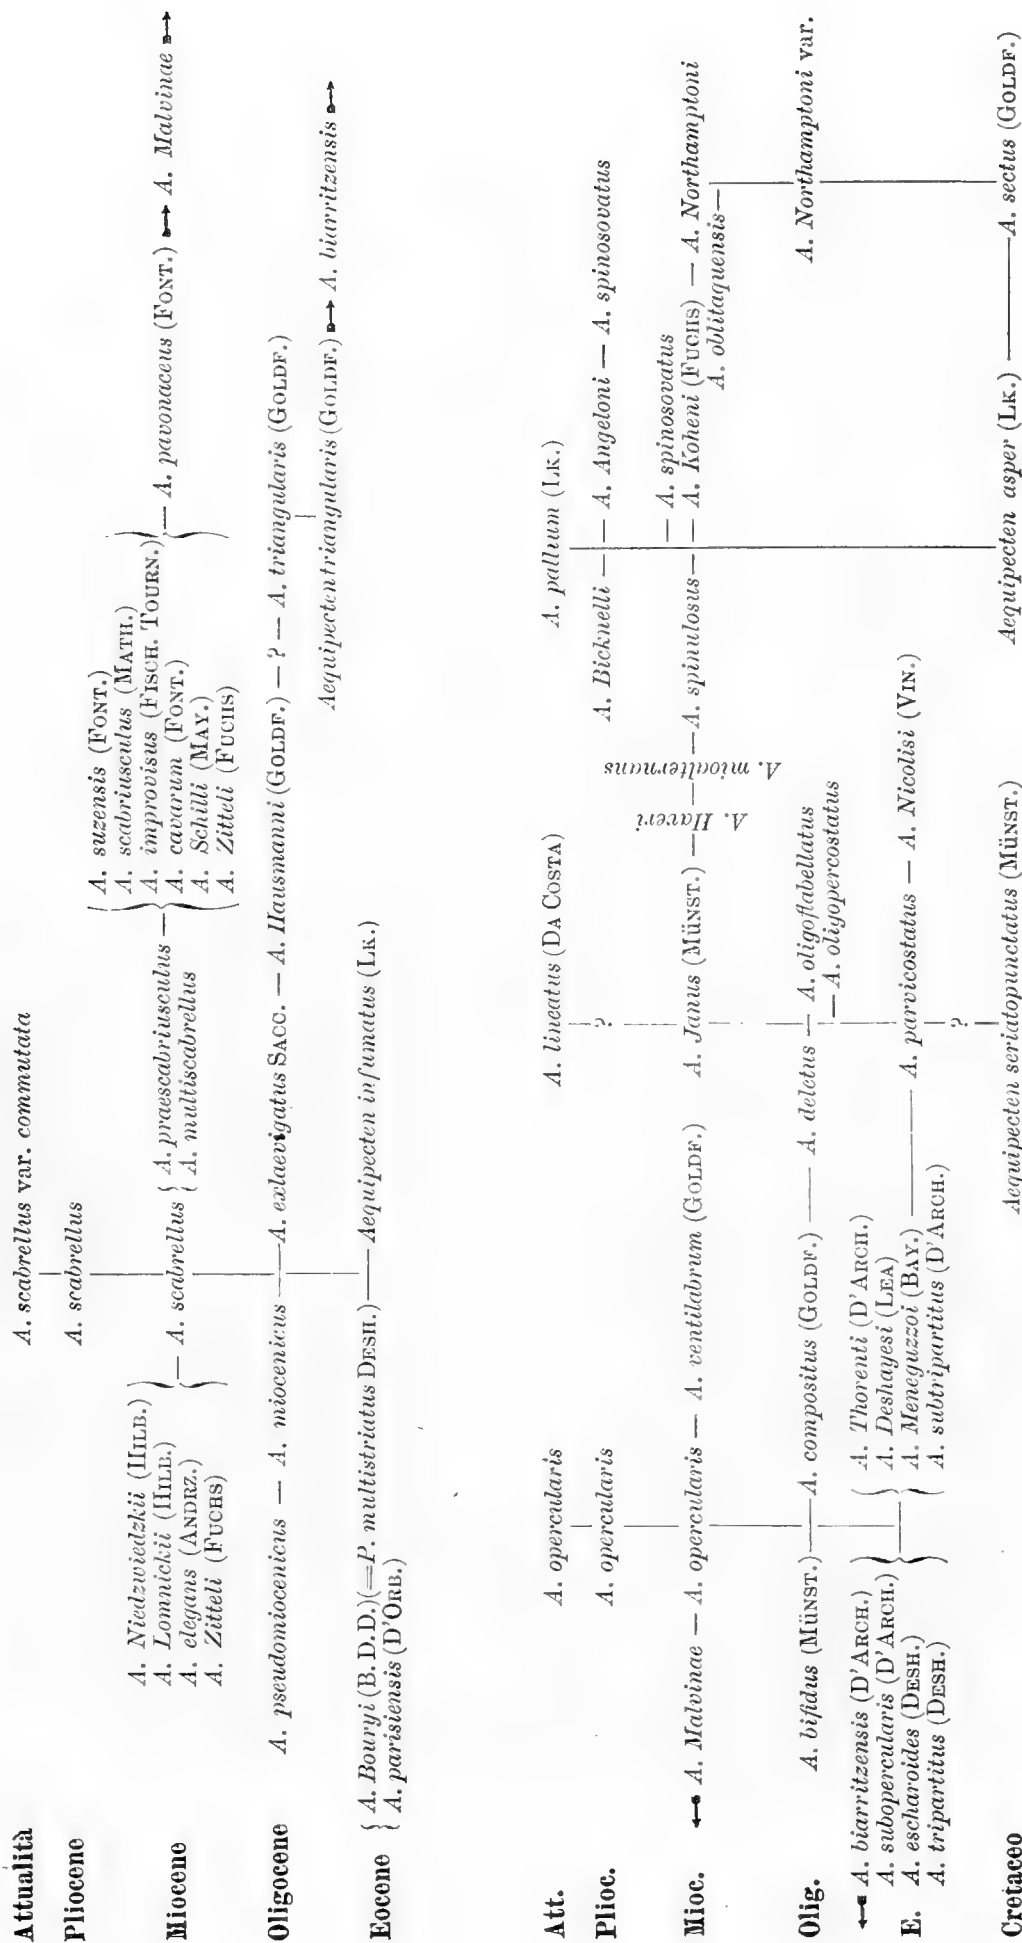 Attualità A. scabrellus var. commutata
Pliocene A. scabrellus
A. suzensis (FONT.)
A. Niedzwiedzkii (HILB.) A. scabriusculus (MATH.)
A. Lomnickii (HILB.) A. improvisus (FISCH. TOURN.)
Miocene — A. scabrellus { A. praescabriusculus — — A. pavonaceus (FONT.) ➳ A. Malvinae ➳
A. elegans (ANDRZ.) A. multiscabrellus A. cavarum (FONT.)
A. Schilli (MAY.)
A. Zitteli (FUCHS) A. Zitteli (FUCHS)
Oligocene A. pseudomiocenicus — A. miocenicus — A. exlaevigatus SACC. — A. Hausmanni (GOLDF.) — ? — A. triangularis (GOLDF.)
Aequipecten triangularis (GOLDF.) ➳ A. biarritzensis ➳
Eocene { A. Bouryi (B. D.D.) (=P. multistriatus DESH.) — Aequipecten infumatus (LK.)
{ A. parisiensis (D'ORB.)
Att. A. opercularis A. lineatus (DA COSTA) A. pallium (LK.)
Plioc. A. opercularis ? A. Bicknelli — A. Angeloni — A. spinosovatus
— A. spinosovatus
Mioc. A. Malvinae — A. opercularis — A. ventilabrum (GOLDF.) A. Janus (MÜNST.) — A. Haveri — A. mioalternans — A. spinulosus — A. Koheni (FUCHS) — A. Northamptoni
A. oblitaquensis —
Olig. A. bifidus (MÜNST.) — A. compositus (GOLDF.) — A. deletus — A. oligoflabellatus A. Northamptoni var.
— A. oligopercostatus
A. biarritzensis (D'ARCH.) A. Thorenti (D'ARCH.)
A. subopercularis (D'ARCH.) A. Deshayesi (LEA)
E. A. escharoides (DESH.) A. Meneguzzoi (BAY.) — A. parvicostatus — A. Nicolisi (VIN.)
A. tripartitus (DESH.) A. subtripartitus (D'ARCH.)
?
Cretaceo Aequipecten seriatopunctatus (MÜNST.) Aequipecten asper (LK.) — A. sectus (GOLDF.)